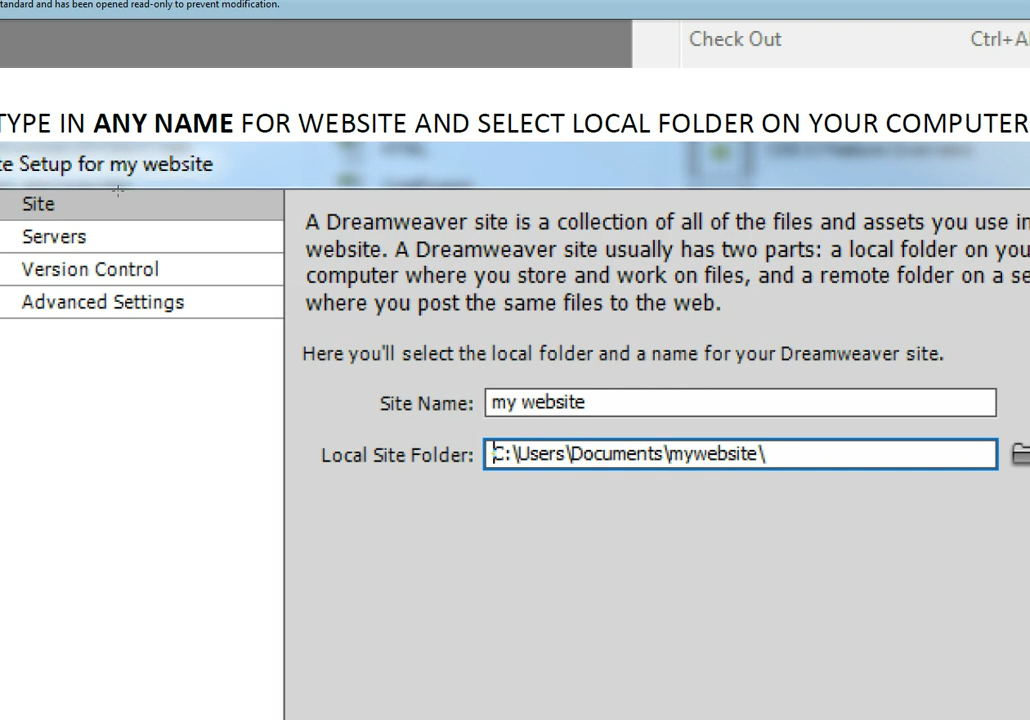 standard and has been opened read-only to prevent modification.
Check Out Ctrl+A
TYPE IN ANY NAME FOR WEBSITE AND SELECT LOCAL FOLDER ON YOUR COMPUTER
Setup for my website
Site
Servers
Version Control
Advanced Settings
A Dreamweaver site is a collection of all of the files and assets you use in
website. A Dreamweaver site usually has two parts: a local folder on you
computer where you store and work on files, and a remote folder on a se
where you post the same files to the web.
Here you'll select the local folder and a name for your Dreamweaver site.
Site Name: my website
Local Site Folder: C:\Users\Documents\mywebsite\